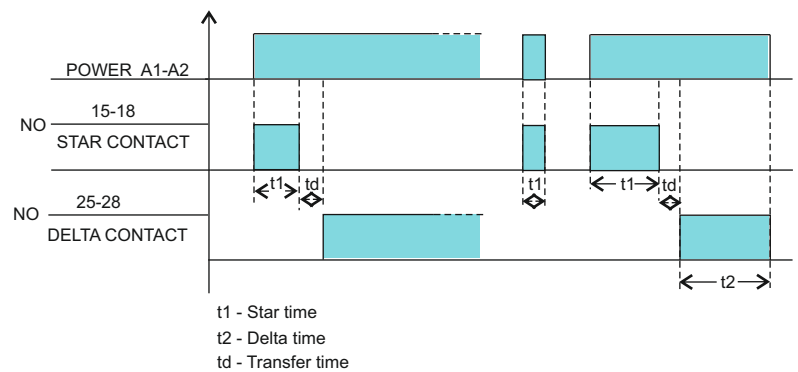 POWER A1-A2
15-18
NO
STAR CONTACT
t1 td t1 t1 td
25-28
NO
DELTA CONTACT
t2
t1 - Star time
t2 - Delta time
td - Transfer time